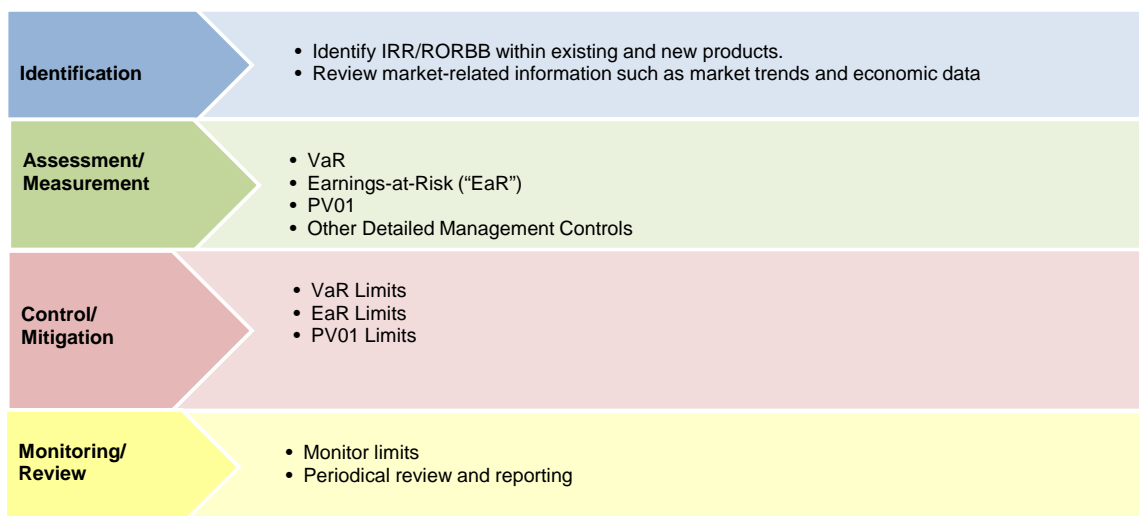 Identification
• Identify IRR/RORBB within existing and new products.
• Review market-related information such as market trends and economic data
Assessment/
Measurement
• VaR
• Earnings-at-Risk (“EaR”)
• PV01
• Other Detailed Management Controls
Control/
Mitigation
• VaR Limits
• EaR Limits
• PV01 Limits
Monitoring/
Review
• Monitor limits
• Periodical review and reporting